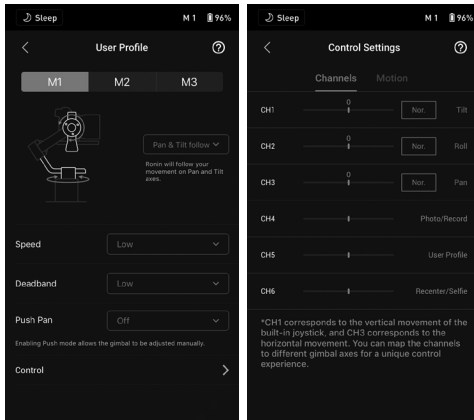 Sleep M 1 96%
User Profile
M1 M2 M3
Pan & Tilt follow
Ronin will follow your
movement on Pan and Tilt
axes.
Speed Low
Deadband Low
Push Pan Off
Enabling Push mode allows the gimbal to be adjusted manually.
Control
Sleep M 1 96%
Control Settings
Channels Motion
CH1 0 Nor. Tilt
CH2 0 Nor. Roll
CH3 0 Nor. Pan
CH4 Photo/Record
CH5 User Profile
CH6 Recenter/Selfie
*CH1 corresponds to the vertical movement of the
built-in joystick, and CH3 corresponds to the
horizontal movement. You can map the channels
to different gimbal axes for a unique control
experience.